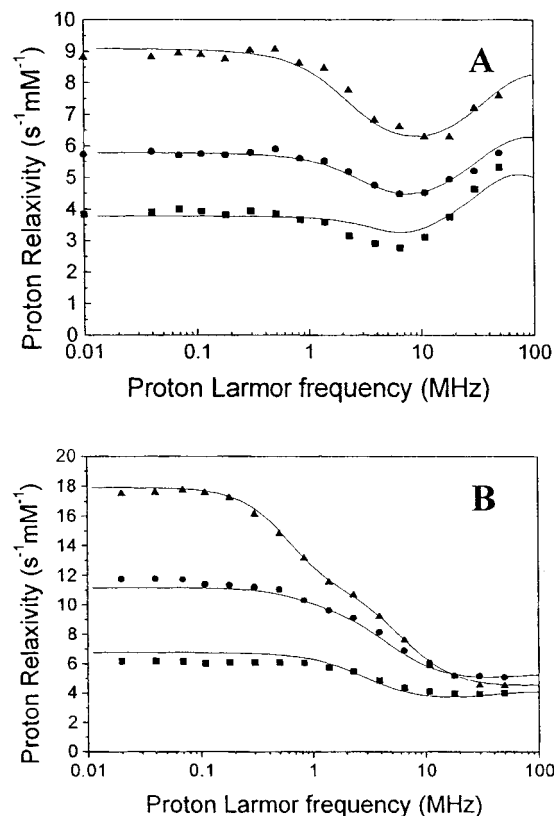 A
Proton Relaxivity (s⁻¹mM⁻¹)
10
9
8
7
6
5
4
3
2
1
0
0.01 0.1 1 10 100
Proton Larmor frequency (MHz)
B
Proton Relaxivity (s⁻¹mM⁻¹)
20
18
16
14
12
10
8
6
4
2
0
0.01 0.1 1 10 100
Proton Larmor frequency (MHz)